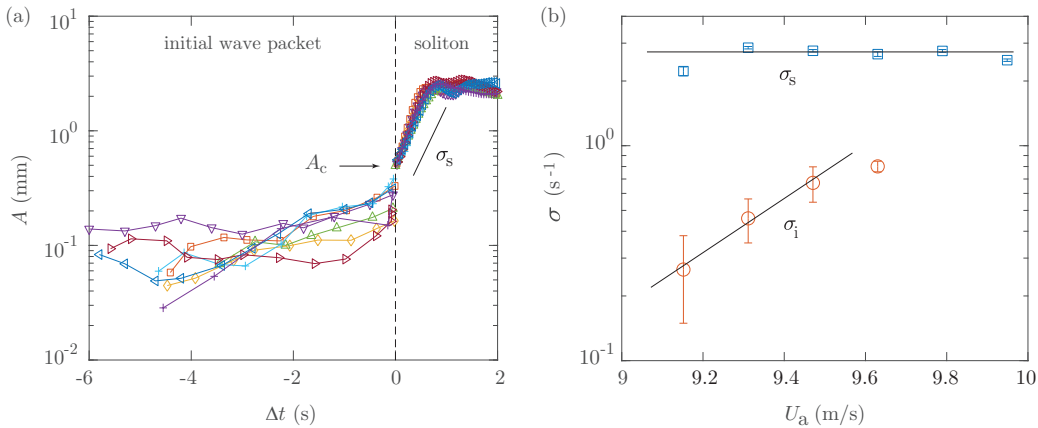 (a)
initial wave packet
soliton
A_c
σ_s
A (mm)
10^1
10^0
10^-1
10^-2
-6
-4
-2
0
2
Δt (s)
(b)
σ_s
σ_i
σ (s^-1)
10^0
10^-1
9
9.2
9.4
9.6
9.8
10
U_a (m/s)